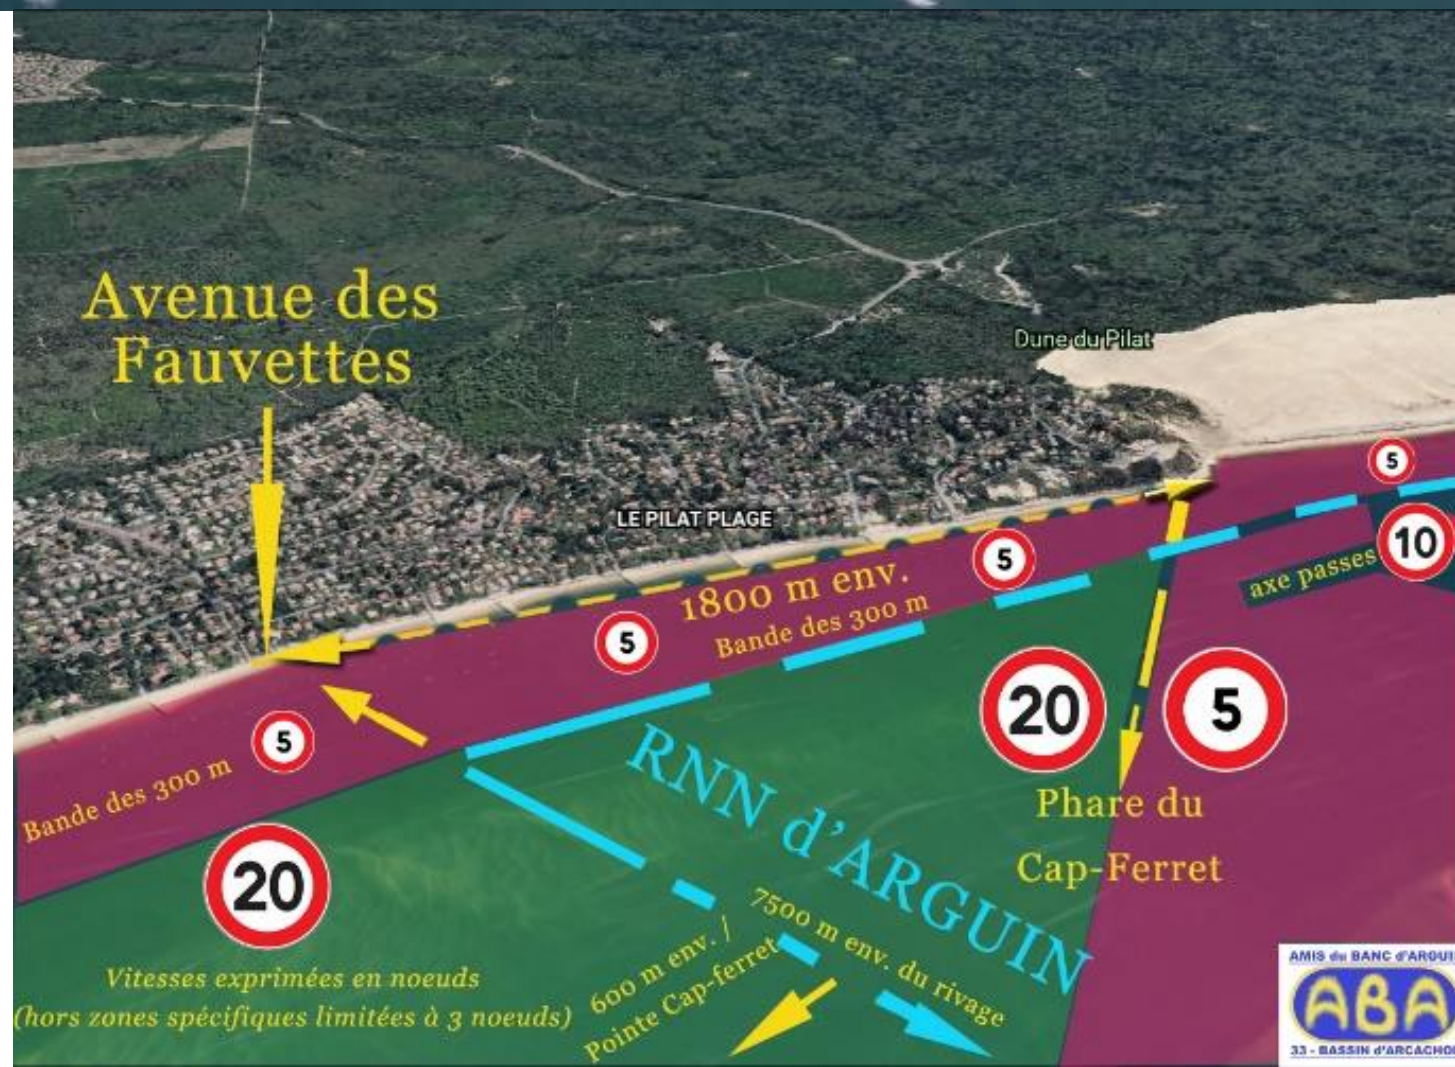 Avenue des
Fauvettes
Dune du Pilat
LE PILAT PLAGE
5
1800 m env.
5
Bande des 300 m
5
axe passes
10
5
Bande des 300 m
20
5
RNN d'ARGUIN
20
Phare du
Cap-Ferret
7500 m env. du rivage
600 m env. /
Pointe Cap-ferret
Vitesses exprimées en noeuds
(hors zones spécifiques limitées à 3 noeuds)
AMIS du BANC d'ARGUI
ABA
33 - BASSIN d'ARCACHON